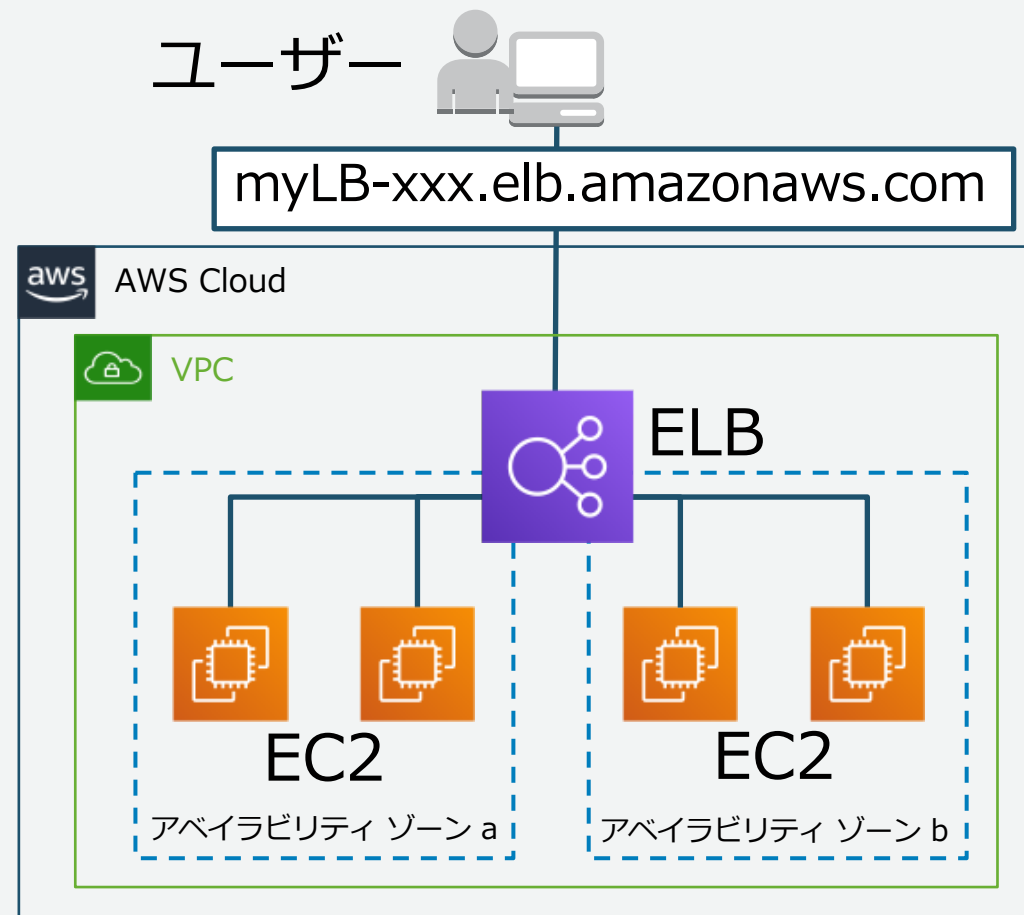 ユーザー
myLB-xxx.elb.amazonaws.com
aws
AWS Cloud
VPC
ELB
EC2
EC2
アベイラビリティ ゾーン a
アベイラビリティ ゾーン b